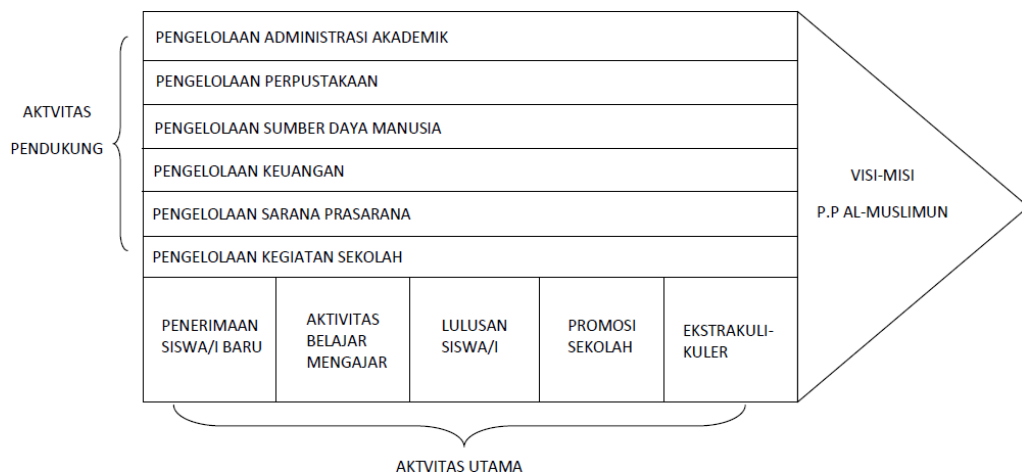 PENGELOLAAN ADMINISTRASI AKADEMIK
PENGELOLAAN PERPUSTAKAAN
AKTVITAS
PENDUKUNG
PENGELOLAAN SUMBER DAYA MANUSIA
PENGELOLAAN KEUANGAN
PENGELOLAAN SARANA PRASARANA
PENGELOLAAN KEGIATAN SEKOLAH
VISI-MISI
P.P AL-MUSLIMUN
PENERIMAAN
SISWA/I BARU
AKTIVITAS
BELAJAR
MENGAJAR
LULUSAN
SISWA/I
PROMOSI
SEKOLAH
EKSTRAKULI-
KULER
AKTVITAS UTAMA